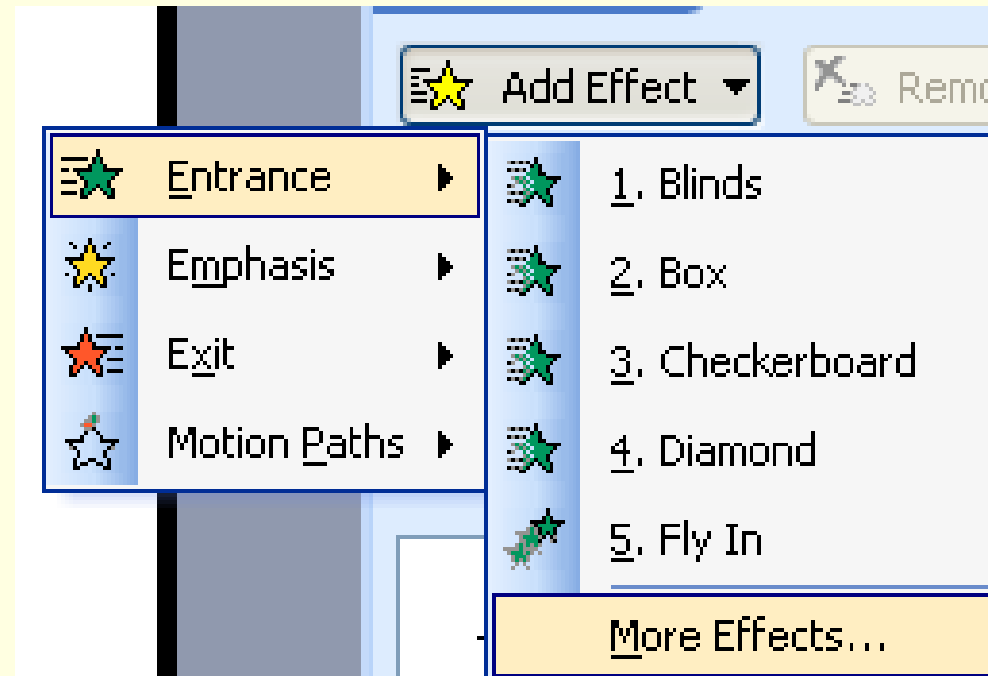 Add Effect
Entrance
Emphasis
Exit
Motion Paths
1. Blinds
2. Box
3. Checkerboard
4. Diamond
5. Fly In
More Effects...